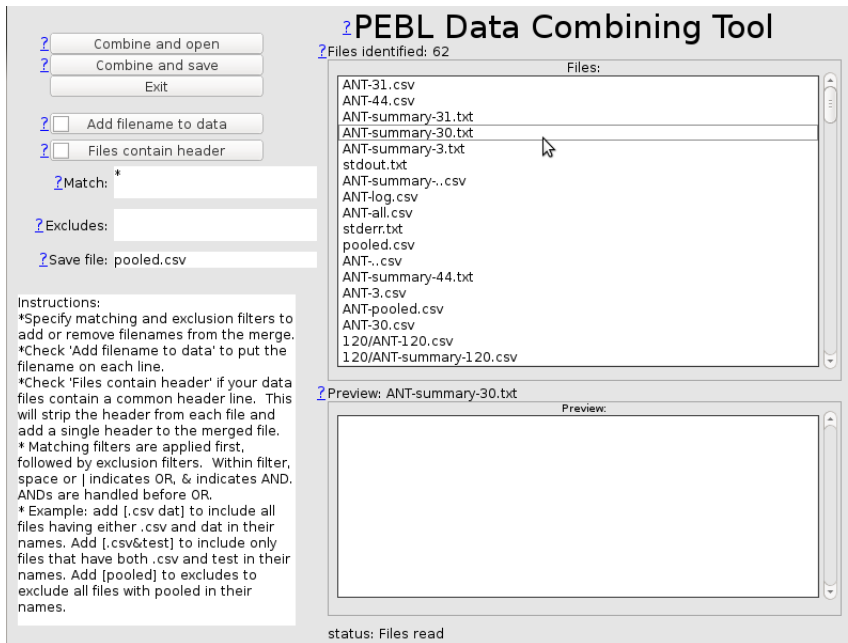 ? PEBL Data Combining Tool
? Combine and open
? Combine and save
Exit
? Add filename to data
? Files contain header
? Match: *
? Excludes:
? Save file: pooled.csv
Instructions:
*Specify matching and exclusion filters to
add or remove filenames from the merge.
*Check 'Add filename to data' to put the
filename on each line.
*Check 'Files contain header' if your data
files contain a common header line.  This
will strip the header from each file and
add a single header to the merged file.
* Matching filters are applied first,
followed by exclusion filters.  Within filter,
space or | indicates OR, & indicates AND.
ANDs are handled before OR.
* Example: add [.csv dat] to include all
files having either .csv and dat in their
names. Add [.csv&test] to include only
files that have both .csv and test in their
names. Add [pooled] to excludes to
exclude all files with pooled in their
names.
? Files identified: 62
Files:
ANT-31.csv
ANT-44.csv
ANT-summary-31.txt
ANT-summary-30.txt
ANT-summary-3.txt
stdout.txt
ANT-summary-..csv
ANT-log.csv
ANT-all.csv
stderr.txt
pooled.csv
ANT-..csv
ANT-summary-44.txt
ANT-3.csv
ANT-pooled.csv
ANT-30.csv
120/ANT-120.csv
120/ANT-summary-120.csv
? Preview: ANT-summary-30.txt
Preview:
status: Files read